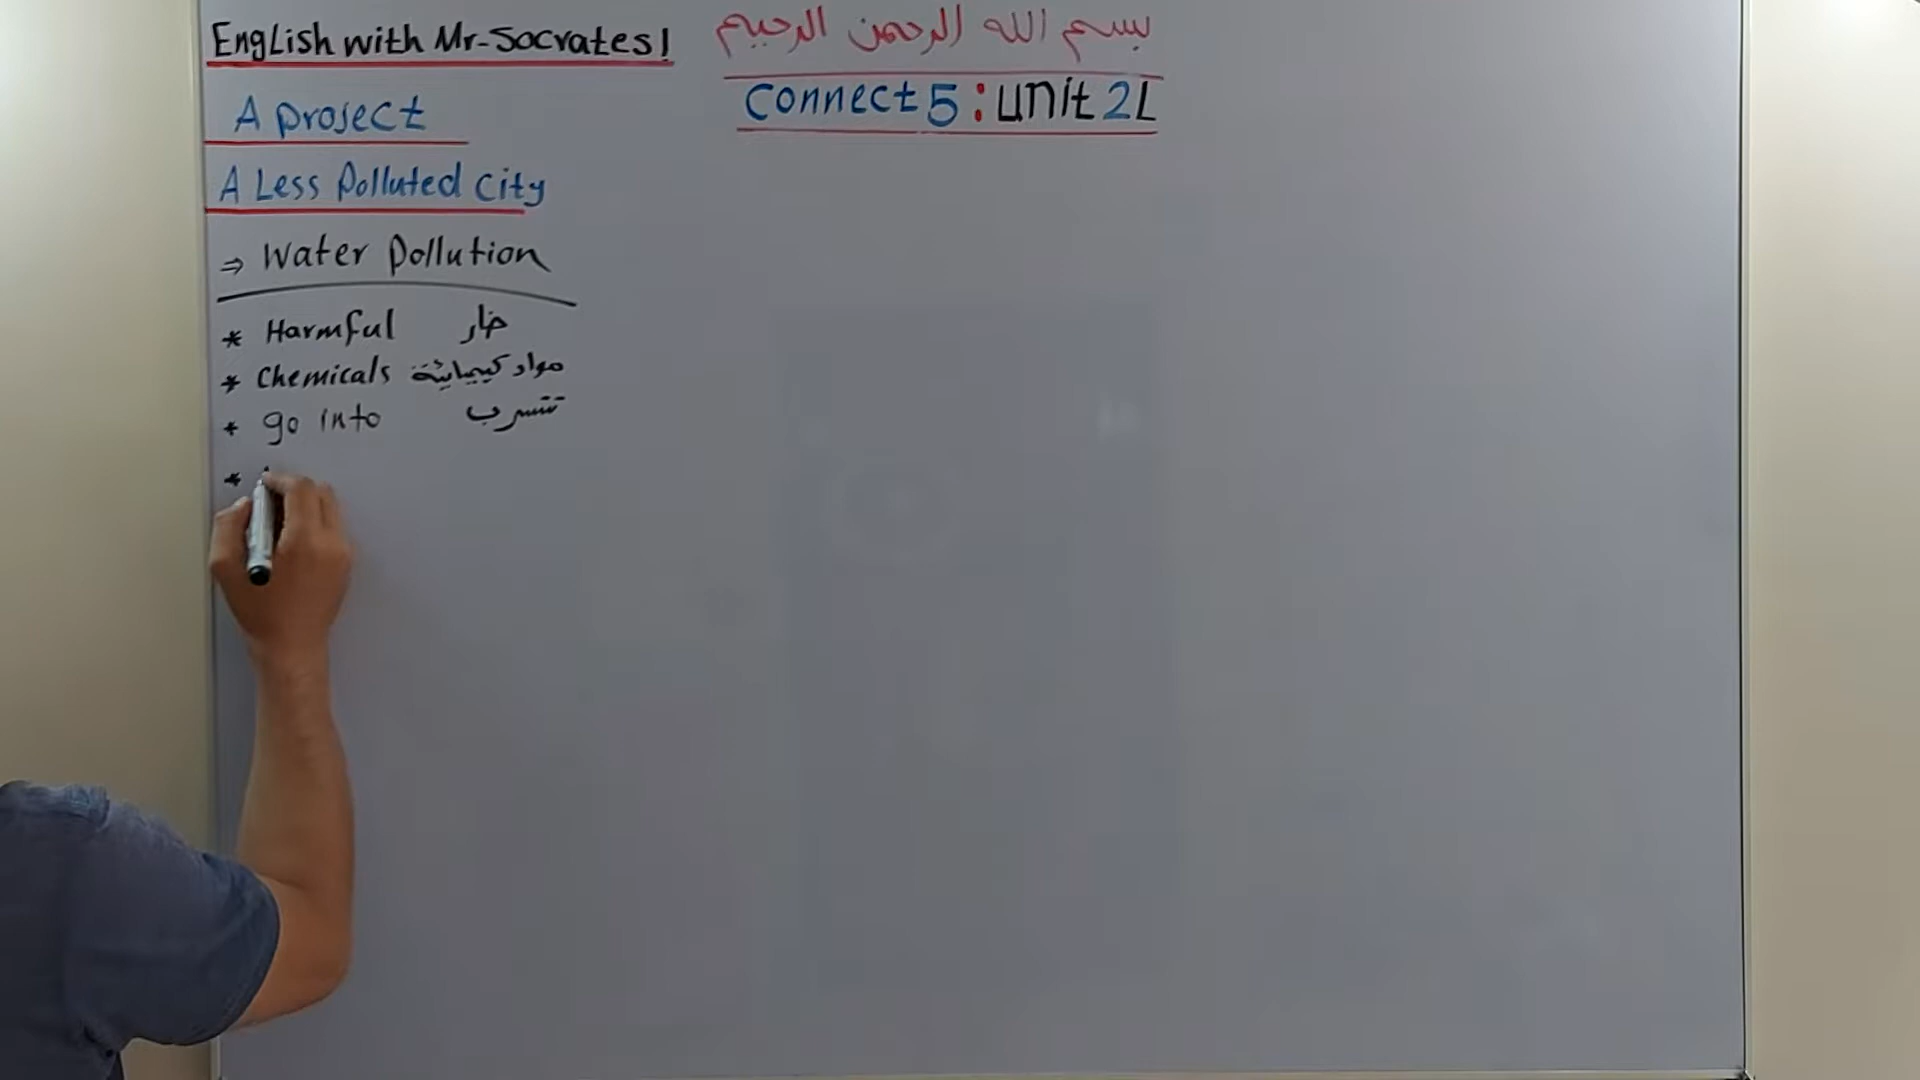 English with Mr-Socrates!
بسم الله الرحمن الرحيم
Connect 5 : unit 2L
A project
A Less Polluted City
⇒ Water Pollution
* Harmful ضار
* Chemicals مواد كيميائية
* go into تتسرب
*